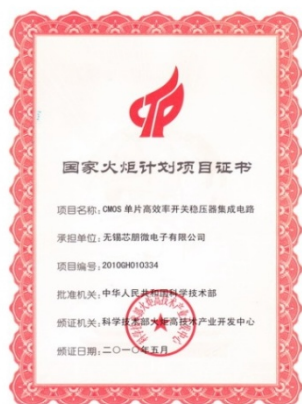 国家火炬计划项目证书
项目名称：CMOS 单片高效率开关稳压器集成电路
承担单位：无锡芯朋微电子有限公司
项目编号：2010GH010334
批准机关：中华人民共和国科学技术部
颁证机关：科学技术部火炬高技术产业开发中心
颁证日期：二〇一〇年五月